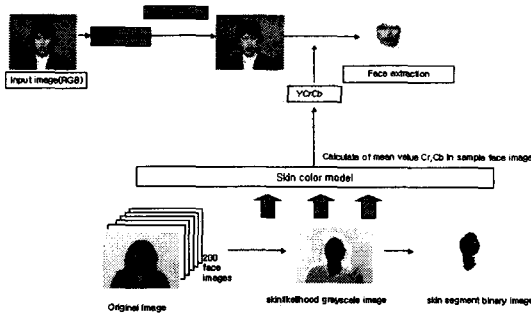 Input image(RGB)
Face extraction
YCrCb
Calculate of mean value Cr,Cb in sample face image
Skin color model
200
face
images
Original image
skinlikelihood grayscale image
skin segment binary image